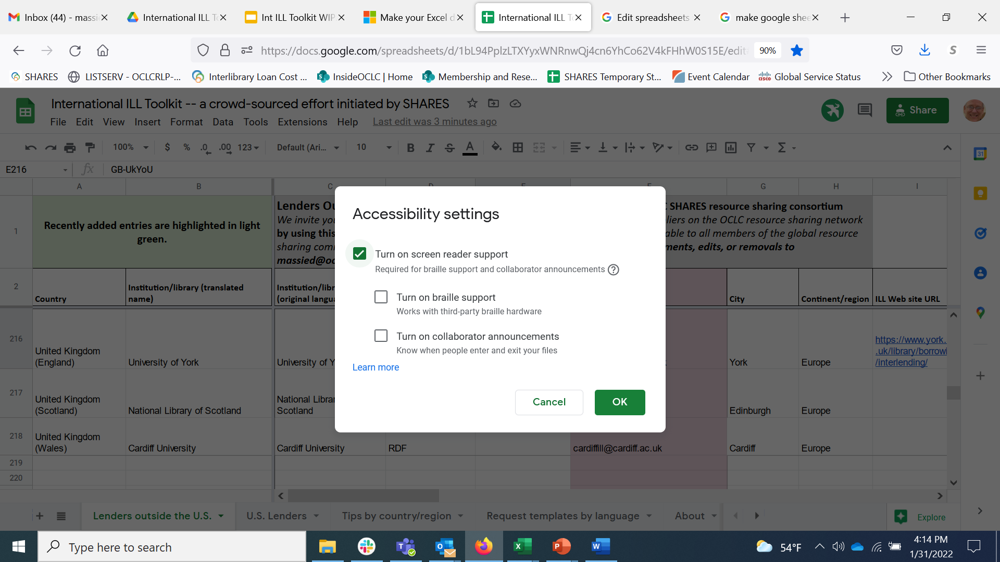 Inbox (44) - massi
International ILL To
Int ILL Toolkit WIP
Make your Excel d
International ILL To
Edit spreadsheets
make google shee
https://docs.google.com/spreadsheets/d/1bL94PplzLTXYyxWNRnwQj4cn6YhCo62V4kFHhW0S15E/edit#
90%
SHARES
LISTSERV - OCLCRLP-...
Interlibrary Loan Cost ...
InsideOCLC | Home
Membership and Rese...
SHARES Temporary St...
Event Calendar
Global Service Status
Other Bookmarks
International ILL Toolkit -- a crowd-sourced effort initiated by SHARES
Share
File Edit View Insert Format Data Tools Extensions Help Last edit was 3 minutes ago
100% $ % .0 .00 123 Default (Ari... 10 B I S A
31
E216 fx GB-UkYoU
A B C D E F G H I
1
Recently added entries are highlighted in light
green.
Lenders Ou
C SHARES resource sharing consortium
We invite you
liers on the OCLC resource sharing network
by using this
able to all members of the global resource
sharing com
ments, edits, or removals to
massied@oc
2
Country
Institution/library (translated
name)
Institution/libr
(original langua
City
Continent/region
ILL Web site URL
216
United Kingdom
(England)
University of York
University of Y
York
Europe
https://www.york.
.uk/library/borrowi
/interlending/
217
United Kingdom
(Scotland)
National Library of Scotland
National Librar
Scotland
Edinburgh
Europe
218
United Kingdom
(Wales)
Cardiff University
Cardiff University
RDF
cardiffill@cardiff.ac.uk
Cardiff
Europe
219
220
Accessibility settings
Turn on screen reader support
Required for braille support and collaborator announcements ?
Turn on braille support
Works with third-party braille hardware
Turn on collaborator announcements
Know when people enter and exit your files
Learn more
Cancel
OK
Lenders outside the U.S.
U.S. Lenders
Tips by country/region
Request templates by language
About
Explore
Type here to search
54°F
4:14 PM
1/31/2022